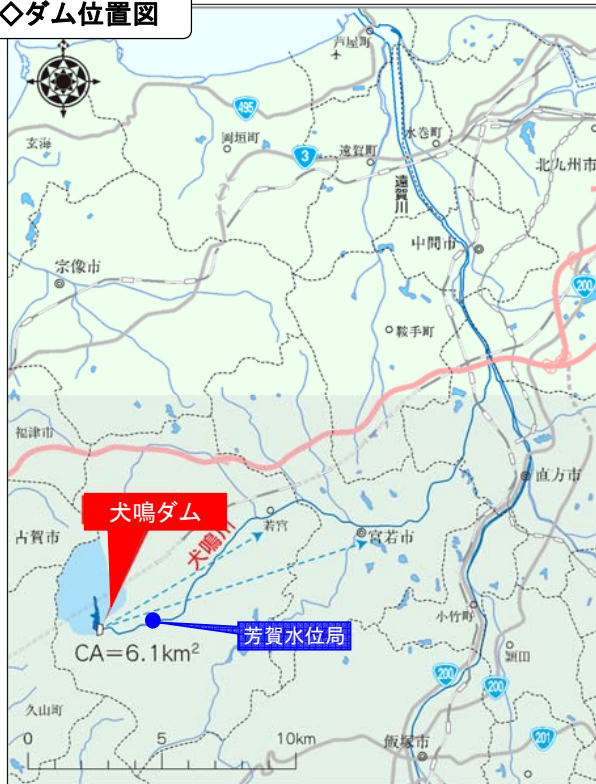 ◇ダム位置図
芦屋町
495
玄海
岡垣町
3
遠賀町
水巻町
北九州市
遠賀川
中間市
宗像市
200
鞍手町
福津市
直方市
犬鳴ダム
古賀市
若宮
犬鳴川
宮若市
芳賀水位局
小竹町
CA=6.1km²
頴田
200
200
久山町
201
0 5 10km
飯塚市